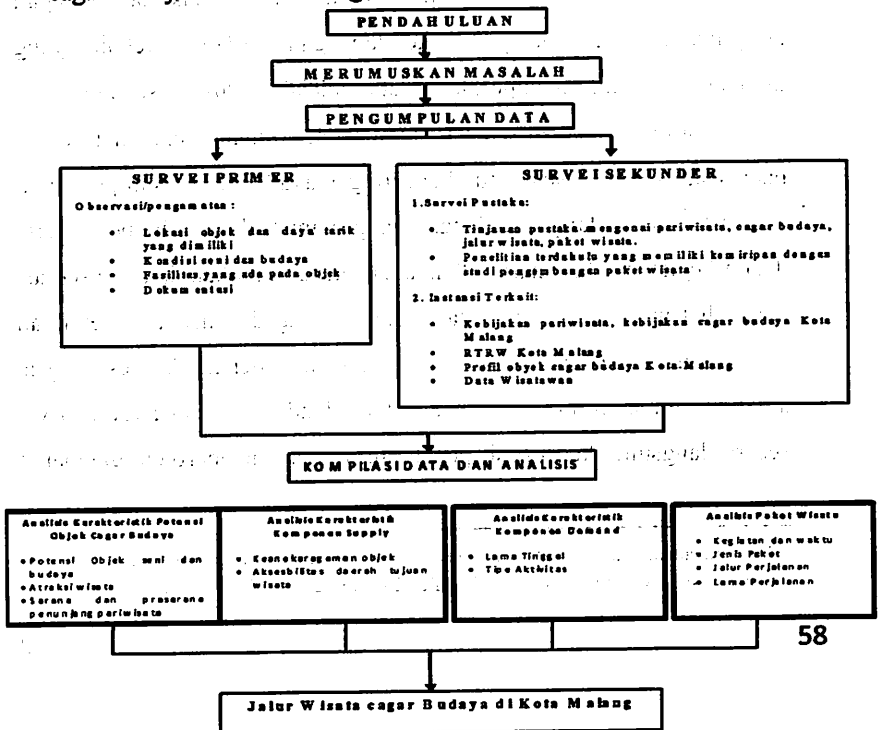 PENDAHULUAN
MERUMUSKAN MASALAH
PENGUMPULAN DATA
SURVEI PRIMER
Observasi/pengamatan :
• Lokasi objek dan daya tarik
yang dimiliki
• Kondisi seni dan budaya
• Fasilitas yang ada pada objek
• Dokumentasi
SURVEI SEKUNDER
1.Survei Pustaka:
• Tinjauan pustaka mengenai pariwisata, cagar budaya,
jalur wisata, paket wisata.
• Penelitian terdahulu yang memiliki kemiripan dengan
studi pengembangan paket wisata
2. Instansi Terkait:
• Kebijakan pariwisata, kebijakan cagar budaya Kota
Malang
• RTRW Kota Malang
• Profil obyek cagar budaya Kota Malang
• Data Wisatawan
KOMPILASI DATA DAN ANALISIS
Analisis Karakteristik Potensi
Objek Cagar Budaya
• Potensi Objek seni dan
budaya
• Atraksi wisata
• Sarana dan prasarana
penunjang pariwisata
Analisis Karakteristik
Komponen Supply
• Keanekaragaman objek
• Aksesbilitas daerah tujuan
wisata
Analisis Karakteristik
Komponen Demand
• Lama Tinggal
• Tipe Aktivitas
Analisis Paket Wisata
• Kegiatan dan waktu
• Jenis Paket
• Jalur Perjalanan
• Lama Perjalanan
58
Jalur Wisata cagar Budaya di Kota Malang